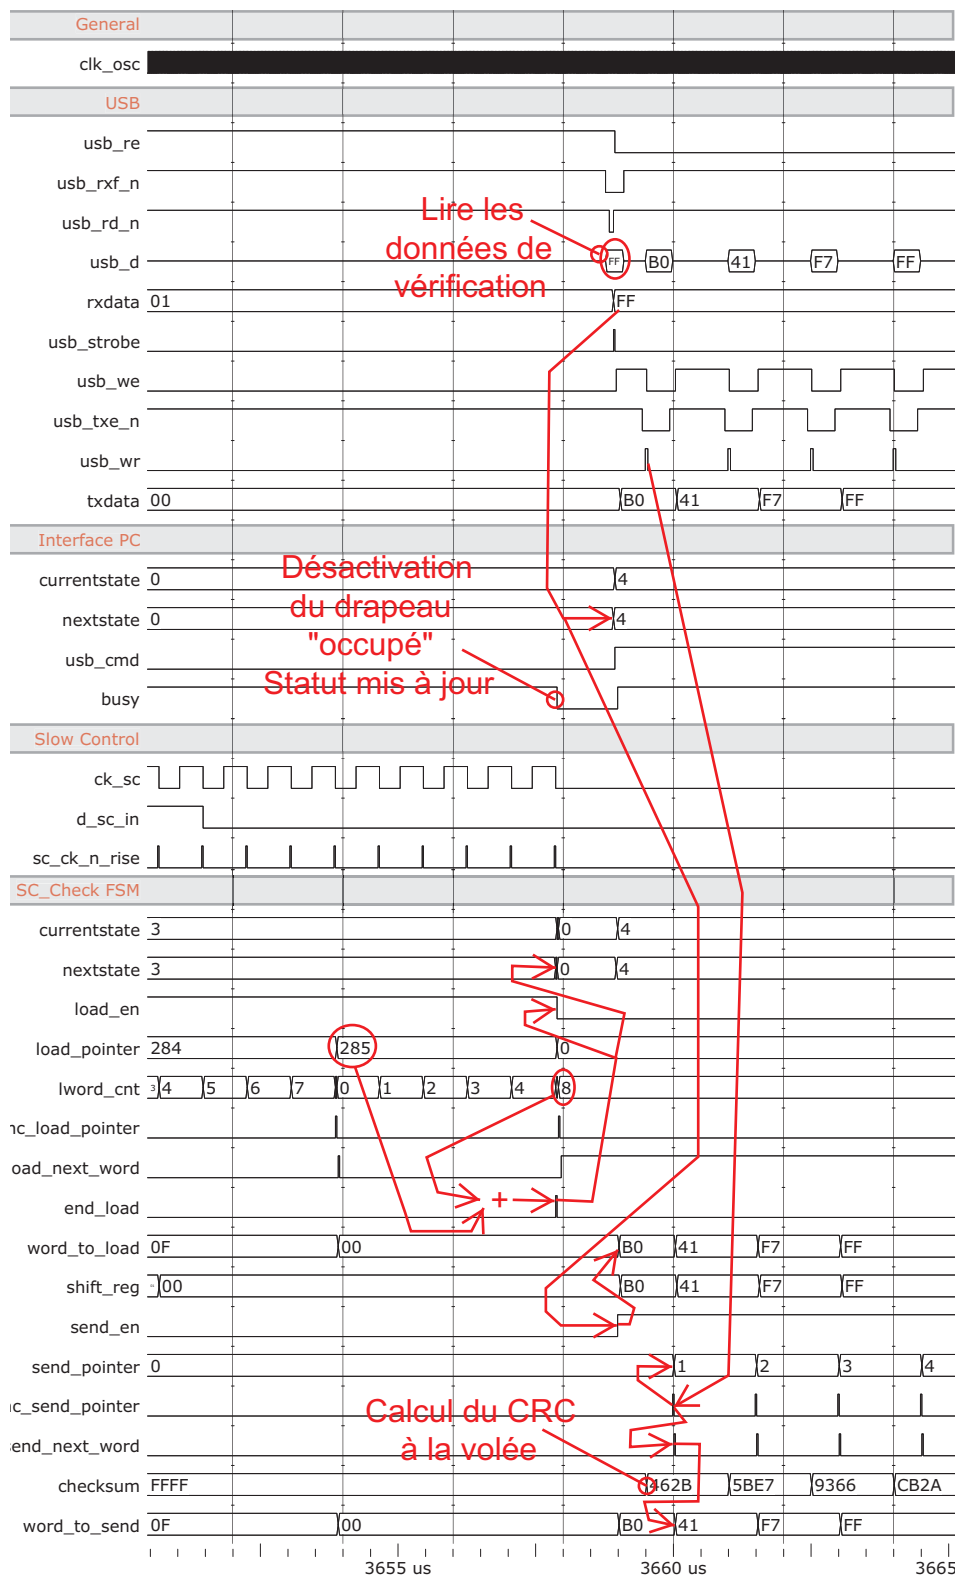 General
clk_osc
USB
usb_re
usb_rxf_n
usb_rd_n
Lire les
données de
vérification
usb_d FF B0 41 F7 FF
rxdata 01 FF
usb_strobe
usb_we
usb_txe_n
usb_wr
txdata 00 B0 41 F7 FF
Interface PC
Désactivation
du drapeau
"occupé"
Statut mis à jour
currentstate 0 4
nextstate 0 4
usb_cmd
busy
Slow Control
ck_sc
d_sc_in
sc_ck_n_rise
SC_Check FSM
currentstate 3 0 4
nextstate 3 0 4
load_en
load_pointer 284 285 0
lword_cnt 3 4 5 6 7 0 1 2 3 4 8
nc_load_pointer
oad_next_word
+
end_load
word_to_load 0F 00 B0 41 F7 FF
shift_reg 00 B0 41 F7 FF
send_en
send_pointer 0 1 2 3 4
nc_send_pointer
Calcul du CRC
à la volée
end_next_word
checksum FFFF 462B 5BE7 9366 CB2A
word_to_send 0F 00 B0 41 F7 FF
3655 us 3660 us 3665